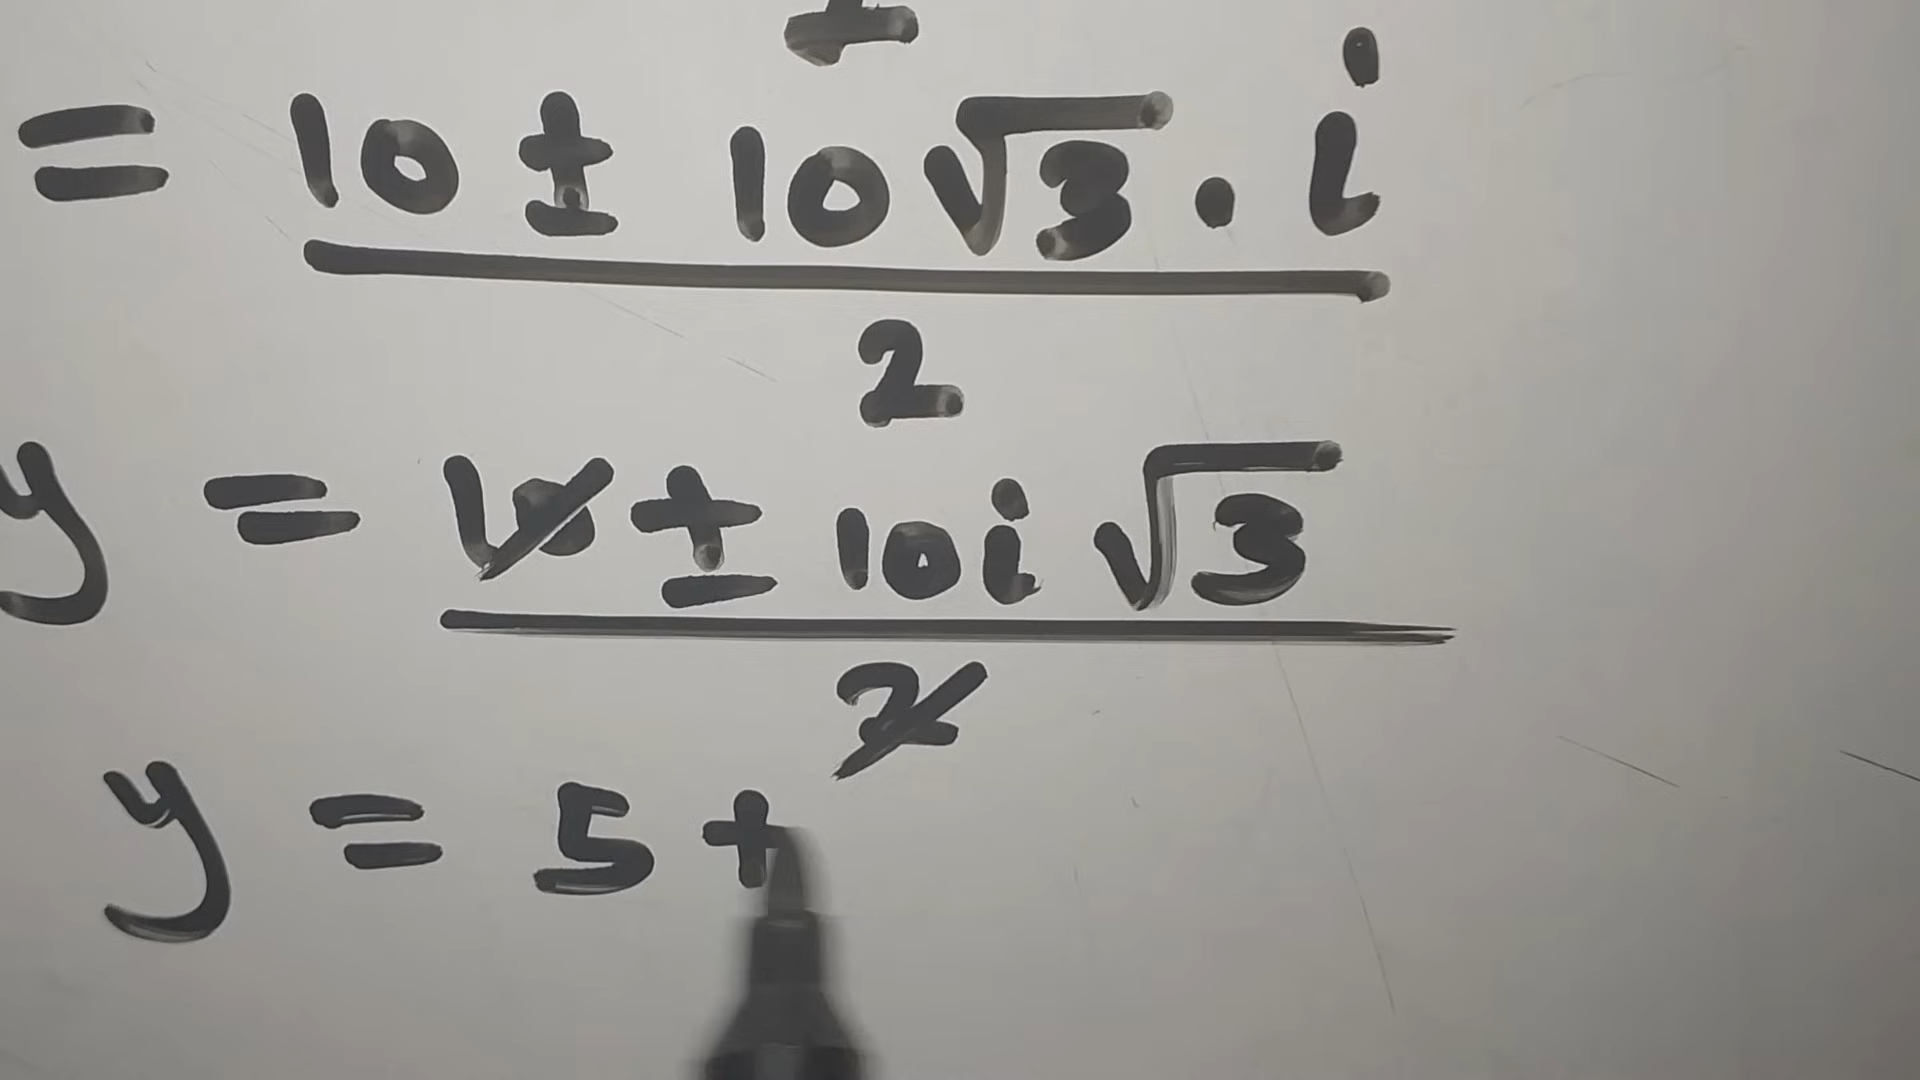 = 10 ± 10√3 . i
2
y = 10 ± 10i√3
2
y = 5 +